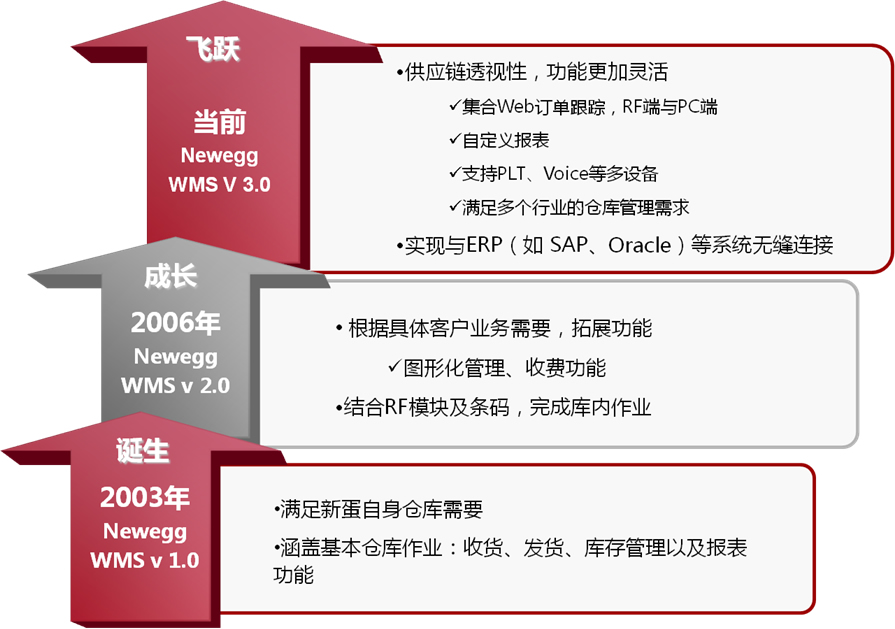 飞跃
当前
Newegg
WMS V 3.0
•供应链透视性，功能更加灵活
✓集合Web订单跟踪，RF端与PC端
✓自定义报表
✓支持PLT、Voice等多设备
✓满足多个行业的仓库管理需求
•实现与ERP（如 SAP、Oracle）等系统无缝连接
成长
2006年
Newegg
WMS v 2.0
• 根据具体客户业务需要，拓展功能
✓图形化管理、收费功能
•结合RF模块及条码，完成库内作业
诞生
2003年
Newegg
WMS v 1.0
•满足新蛋自身仓库需要
•涵盖基本仓库作业：收货、发货、库存管理以及报表
功能